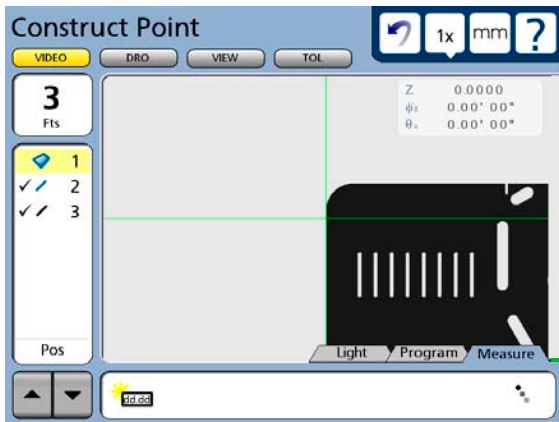 Construct Point
1x
mm
?
VIDEO
DRO
VIEW
TOL
3
Fts
1
2
3
Pos
Z 0.0000
0.00' 00"
0.00' 00"
Light
Program
Measure
dd.dd